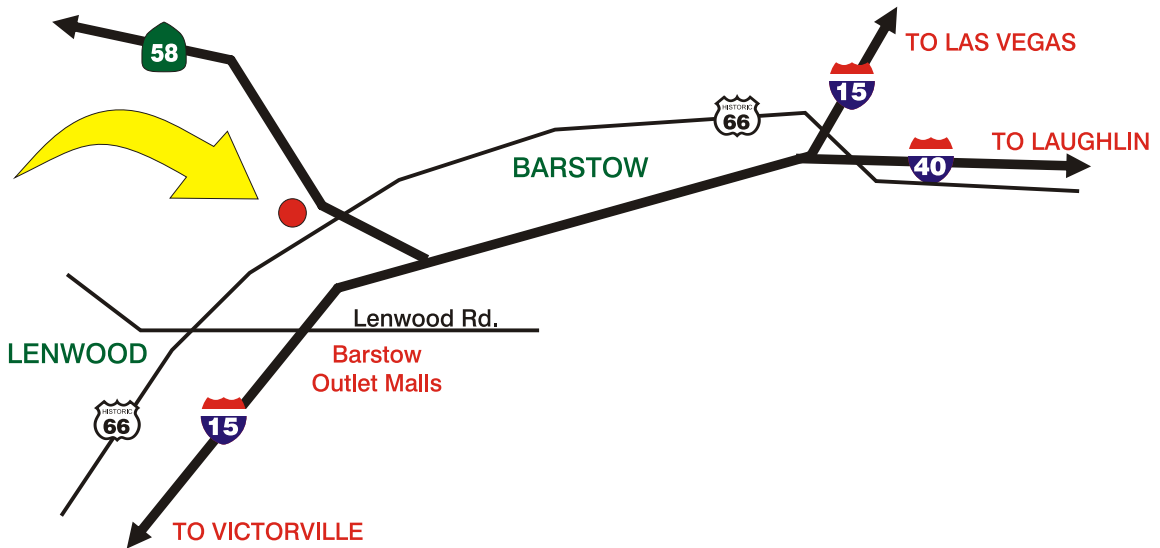 58
TO LAS VEGAS
15
HISTORIC
66
TO LAUGHLIN
40
BARSTOW
Lenwood Rd.
LENWOOD
Barstow
Outlet Malls
HISTORIC
66
15
TO VICTORVILLE